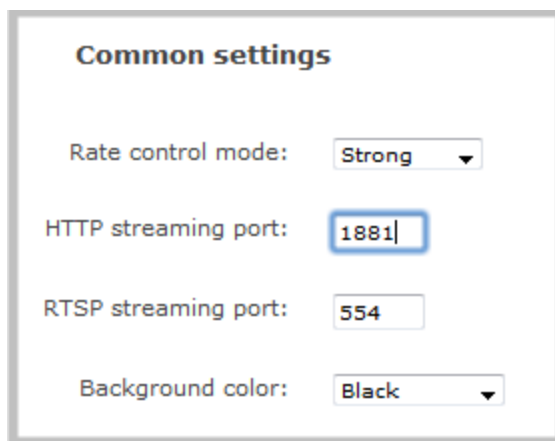 Common settings
Rate control mode: Strong
HTTP streaming port: 1881
RTSP streaming port: 554
Background color: Black